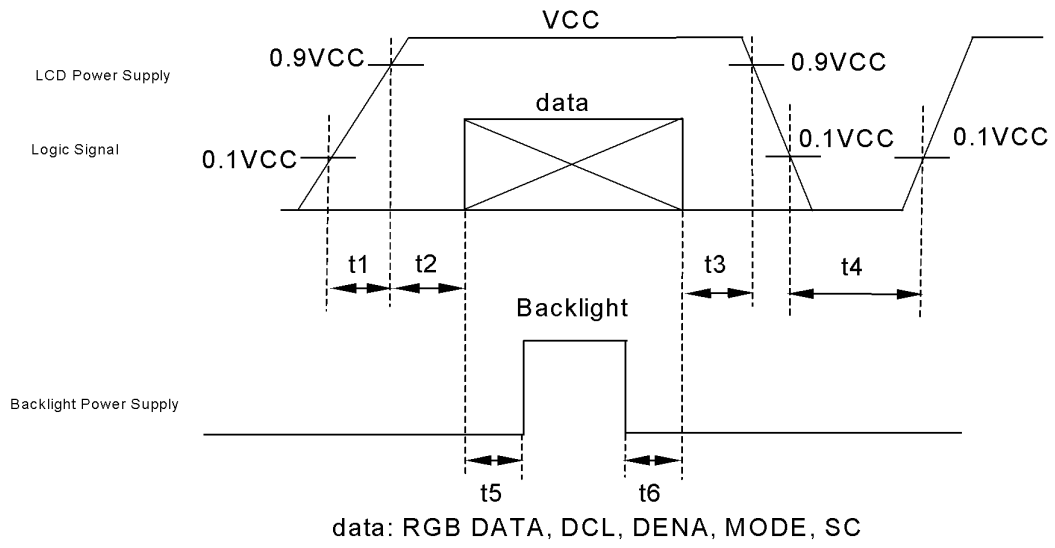 VCC
0.9VCC
0.9VCC
LCD Power Supply
data
Logic Signal
0.1VCC
0.1VCC
0.1VCC
t1
t2
t3
t4
Backlight
Backlight Power Supply
t5
t6
data: RGB DATA, DCL, DENA, MODE, SC